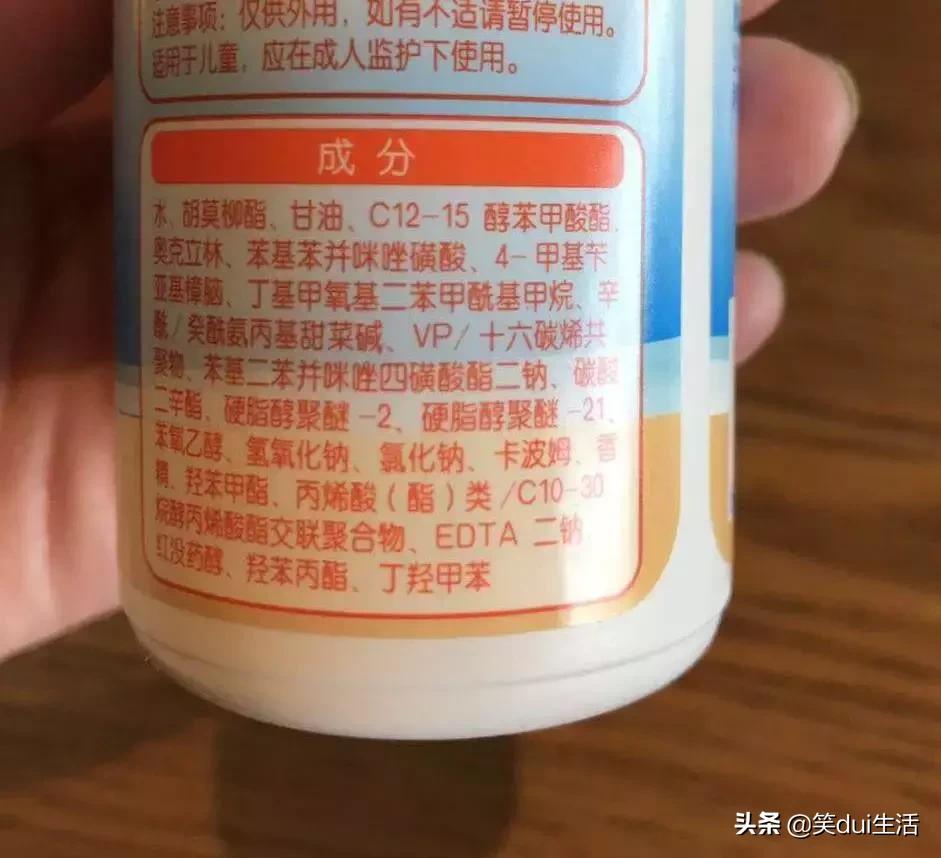 注意事项：仅供外用，如有不适请暂停使用。
适用于儿童，应在成人监护下使用。
成分
水、胡莫柳酯、甘油、C12-15 醇苯甲酸酯、
奥克立林、苯基苯并咪唑磺酸、4-甲基苄
亚基樟脑、丁基甲氧基二苯甲酰基甲烷、辛
酰/癸酰氨丙基甜菜碱、VP/十六碳烯共
聚物、苯基二苯并咪唑四磺酸酯二钠、碳酸
二辛酯、硬脂醇聚醚-2、硬脂醇聚醚-21、
苯氧乙醇、氢氧化钠、氯化钠、卡波姆、香
精、羟苯甲酯、丙烯酸（酯）类/C10-30
烷醇丙烯酸酯交联聚合物、EDTA 二钠、
红没药醇、羟苯丙酯、丁羟甲苯
头条 @笑dui生活